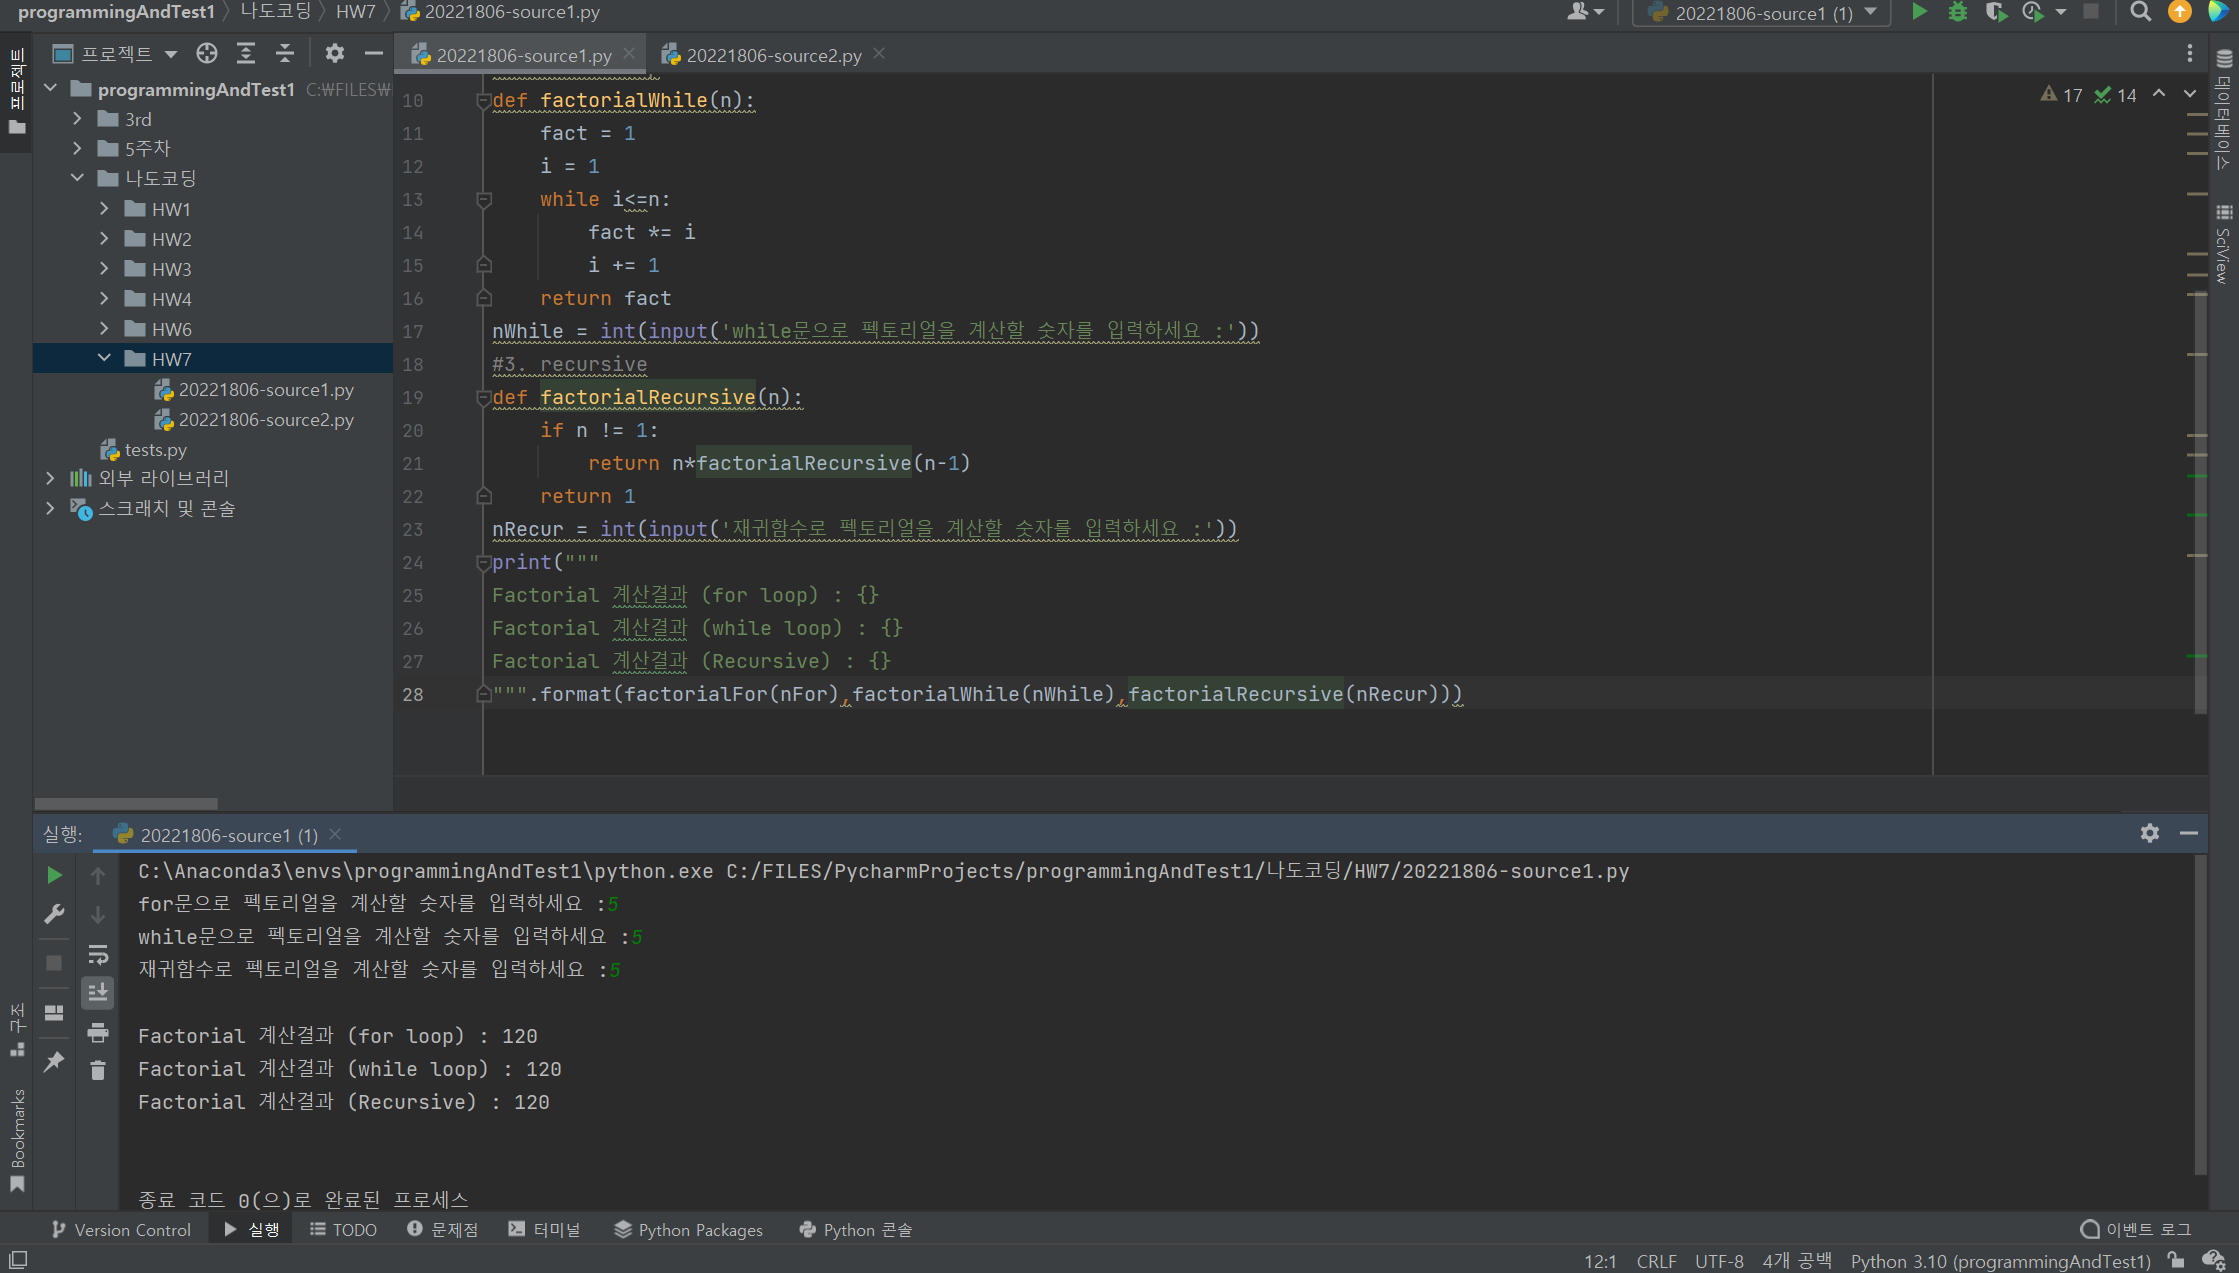 programmingAndTest1 나도코딩 HW7 20221806-source1.py
20221806-source1 (1)
프로젝트
프로젝트
20221806-source1.py
20221806-source2.py
programmingAndTest1 C:₩FILES₩
3rd
5주차
나도코딩
HW1
HW2
HW3
HW4
HW6
HW7
20221806-source1.py
20221806-source2.py
tests.py
외부 라이브러리
스크래치 및 콘솔
17 14
10 def factorialWhile(n):
11 fact = 1
12 i = 1
13 while i<=n:
14 fact *= i
15 i += 1
16 return fact
17 nWhile = int(input('while문으로 펙토리얼을 계산할 숫자를 입력하세요 :'))
18 #3. recursive
19 def factorialRecursive(n):
20 if n != 1:
21 return n*factorialRecursive(n-1)
22 return 1
23 nRecur = int(input('재귀함수로 펙토리얼을 계산할 숫자를 입력하세요 :'))
24 print("""
25 Factorial 계산결과 (for loop) : {}
26 Factorial 계산결과 (while loop) : {}
27 Factorial 계산결과 (Recursive) : {}
28 """.format(factorialFor(nFor),factorialWhile(nWhile),factorialRecursive(nRecur)))
데이터베이스
SciView
실행: 20221806-source1 (1)
C:\Anaconda3\envs\programmingAndTest1\python.exe C:/FILES/PycharmProjects/programmingAndTest1/나도코딩/HW7/20221806-source1.py
for문으로 펙토리얼을 계산할 숫자를 입력하세요 :5
while문으로 펙토리얼을 계산할 숫자를 입력하세요 :5
재귀함수로 펙토리얼을 계산할 숫자를 입력하세요 :5
Factorial 계산결과 (for loop) : 120
Factorial 계산결과 (while loop) : 120
Factorial 계산결과 (Recursive) : 120
종료 코드 0(으)로 완료된 프로세스
구조
Bookmarks
Version Control 실행 TODO 문제점 터미널 Python Packages Python 콘솔 이벤트 로그
12:1 CRLF UTF-8 4개 공백 Python 3.10 (programmingAndTest1)